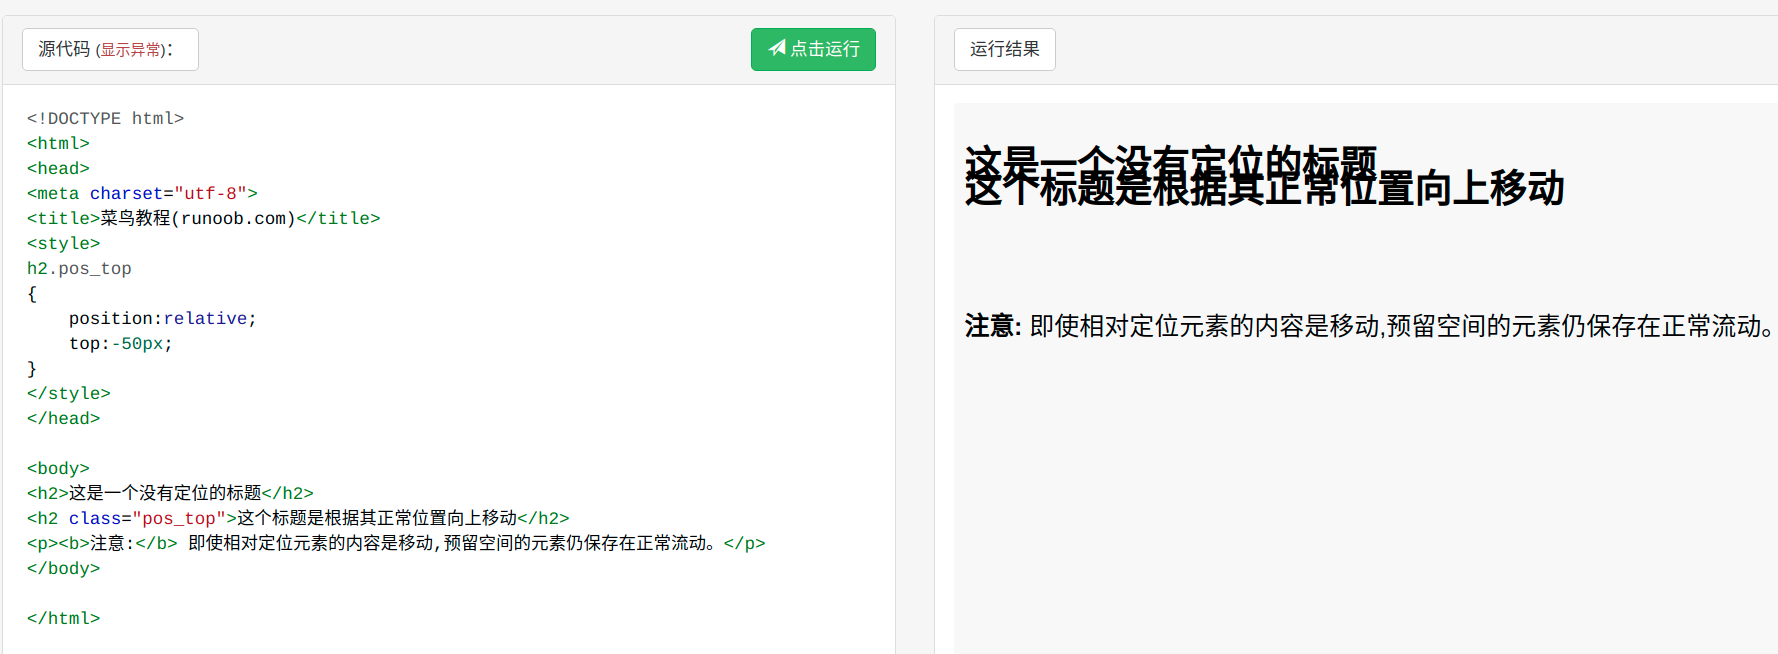 源代码 (显示异常)：
点击运行
<!DOCTYPE html>
<html>
<head>
<meta charset="utf-8">
<title>菜鸟教程(runoob.com)</title>
<style>
h2.pos_top
{
    position:relative;
    top:-50px;
}
</style>
</head>
<body>
<h2>这是一个没有定位的标题</h2>
<h2 class="pos_top">这个标题是根据其正常位置向上移动</h2>
<p><b>注意:</b> 即使相对定位元素的内容是移动,预留空间的元素仍保存在正常流动。</p>
</body>
</html>
运行结果
这是一个没有定位的标题
这个标题是根据其正常位置向上移动
注意: 即使相对定位元素的内容是移动,预留空间的元素仍保存在正常流动。